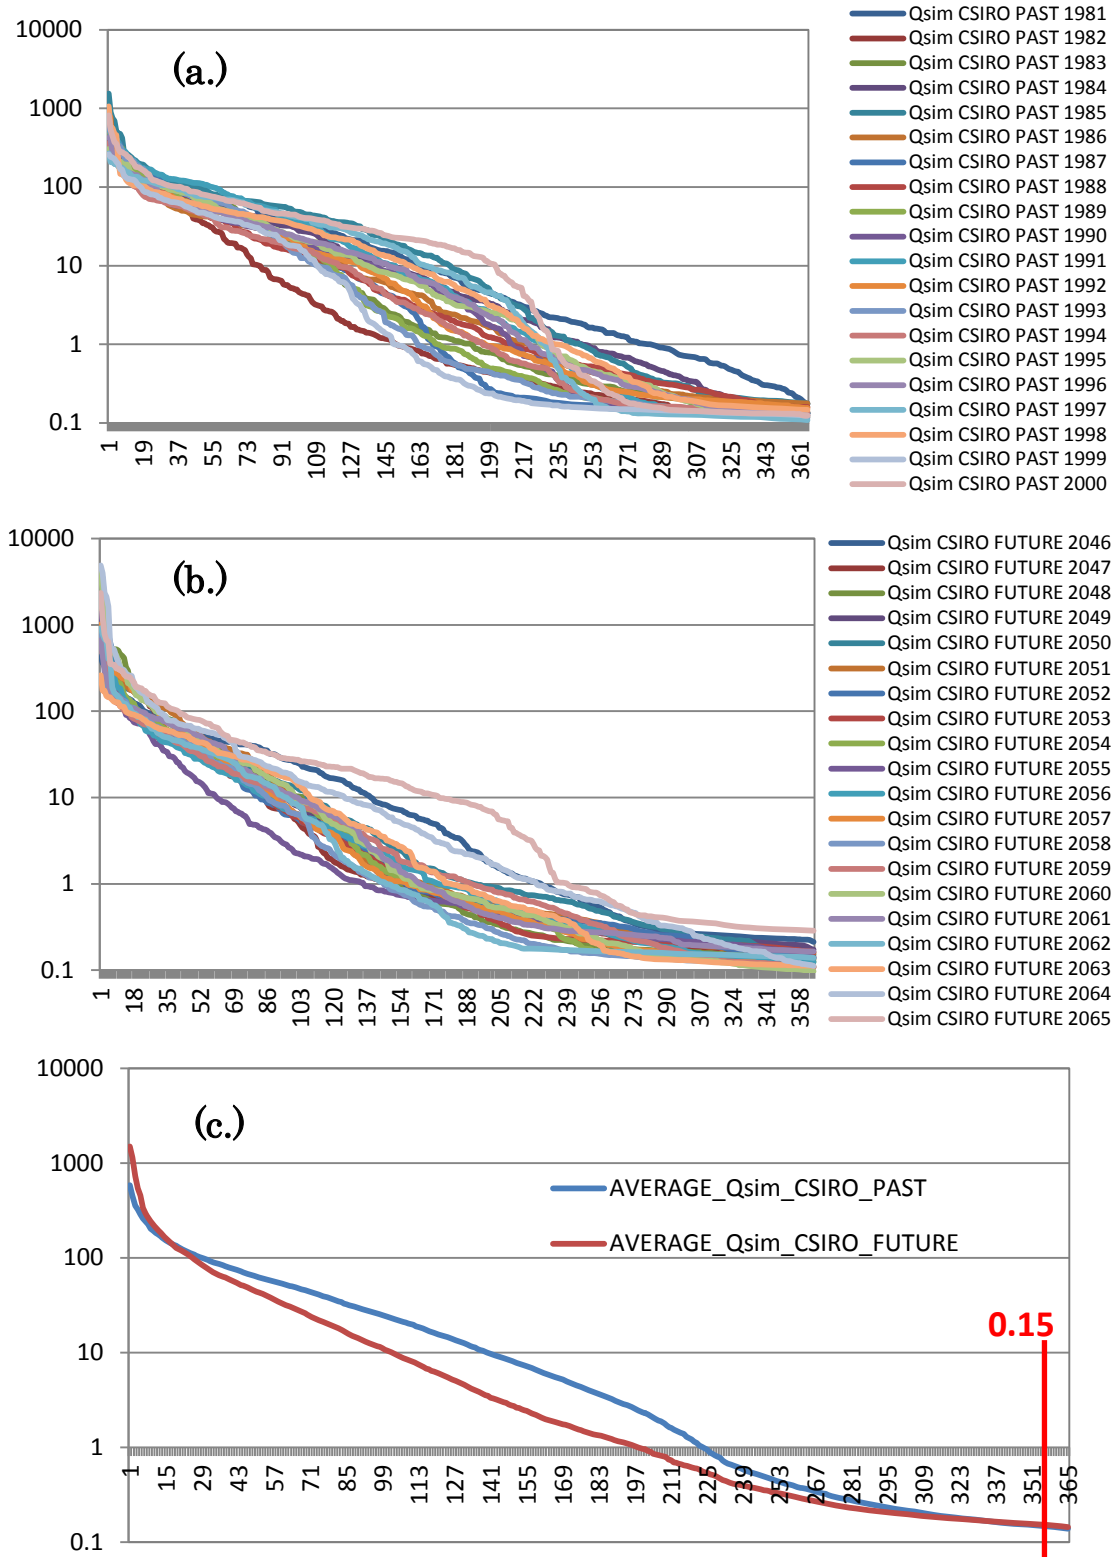 10000
1000
100
10
1
0.1
(a.)
1 19 37 55 73 91 109 127 145 163 181 199 217 235 253 271 289 307 325 343 361
Qsim CSIRO PAST 1981
Qsim CSIRO PAST 1982
Qsim CSIRO PAST 1983
Qsim CSIRO PAST 1984
Qsim CSIRO PAST 1985
Qsim CSIRO PAST 1986
Qsim CSIRO PAST 1987
Qsim CSIRO PAST 1988
Qsim CSIRO PAST 1989
Qsim CSIRO PAST 1990
Qsim CSIRO PAST 1991
Qsim CSIRO PAST 1992
Qsim CSIRO PAST 1993
Qsim CSIRO PAST 1994
Qsim CSIRO PAST 1995
Qsim CSIRO PAST 1996
Qsim CSIRO PAST 1997
Qsim CSIRO PAST 1998
Qsim CSIRO PAST 1999
Qsim CSIRO PAST 2000
10000
1000
100
10
1
0.1
(b.)
1 18 35 52 69 86 103 120 137 154 171 188 205 222 239 256 273 290 307 324 341 358
Qsim CSIRO FUTURE 2046
Qsim CSIRO FUTURE 2047
Qsim CSIRO FUTURE 2048
Qsim CSIRO FUTURE 2049
Qsim CSIRO FUTURE 2050
Qsim CSIRO FUTURE 2051
Qsim CSIRO FUTURE 2052
Qsim CSIRO FUTURE 2053
Qsim CSIRO FUTURE 2054
Qsim CSIRO FUTURE 2055
Qsim CSIRO FUTURE 2056
Qsim CSIRO FUTURE 2057
Qsim CSIRO FUTURE 2058
Qsim CSIRO FUTURE 2059
Qsim CSIRO FUTURE 2060
Qsim CSIRO FUTURE 2061
Qsim CSIRO FUTURE 2062
Qsim CSIRO FUTURE 2063
Qsim CSIRO FUTURE 2064
Qsim CSIRO FUTURE 2065
10000
1000
100
10
1
0.1
(c.)
AVERAGE_Qsim_CSIRO_PAST
AVERAGE_Qsim_CSIRO_FUTURE
0.15
1 15 29 43 57 71 85 99 113 127 141 155 169 183 197 211 225 239 253 267 281 295 309 323 337 351 365